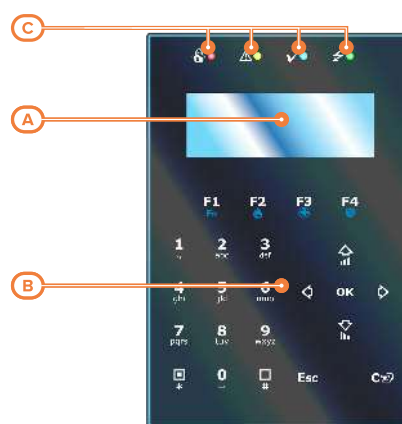 C
A
F1 F2 F3 F4
Fn
1 2 3
abc def
B
4 5 6 OK
ghi jkl mno
7 8 9
pqrs tuv wxyz
* 0 #
Esc C